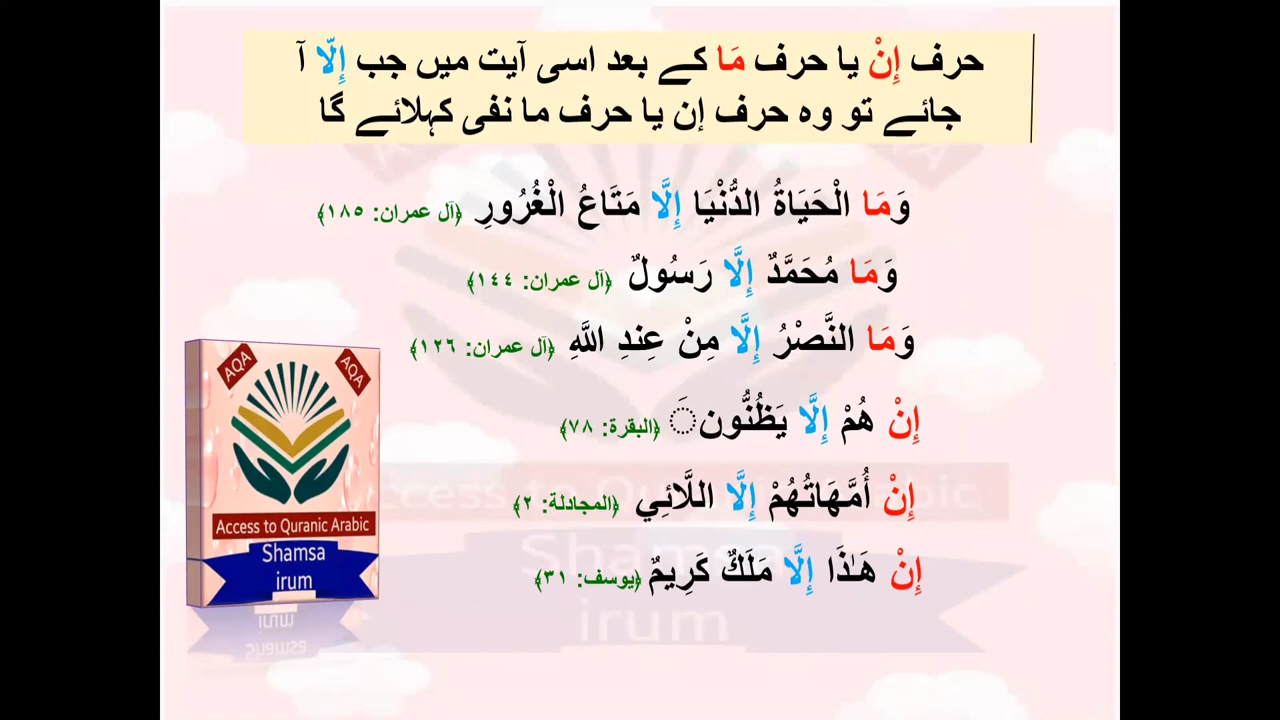 حرف إِنْ یا حرف مَا کے بعد اسی آیت میں جب إِلّا آ
جائے تو وہ حرف إن یا حرف ما نفی کہلائے گا
وَمَا الْحَيَاةُ الدُّنْيَا إِلَّا مَتَاعُ الْغُرُورِ ﴿آل عمران: ١٨٥﴾
وَمَا مُحَمَّدٌ إِلَّا رَسُولٌ ﴿آل عمران: ١٤٤﴾
وَمَا النَّصْرُ إِلَّا مِنْ عِندِ اللَّهِ ﴿آل عمران: ١٢٦﴾
إِنْ هُمْ إِلَّا يَظُنُّون◌َ ﴿البقرة: ٧٨﴾
إِنْ أُمَّهَاتُهُمْ إِلَّا اللَّائِي ﴿المجادلة: ٢﴾
إِنْ هَـٰذَا إِلَّا مَلَكٌ كَرِيمٌ ﴿يوسف: ٣١﴾
AQA
AQA
Access to Quranic Arabic
Shamsa
irum